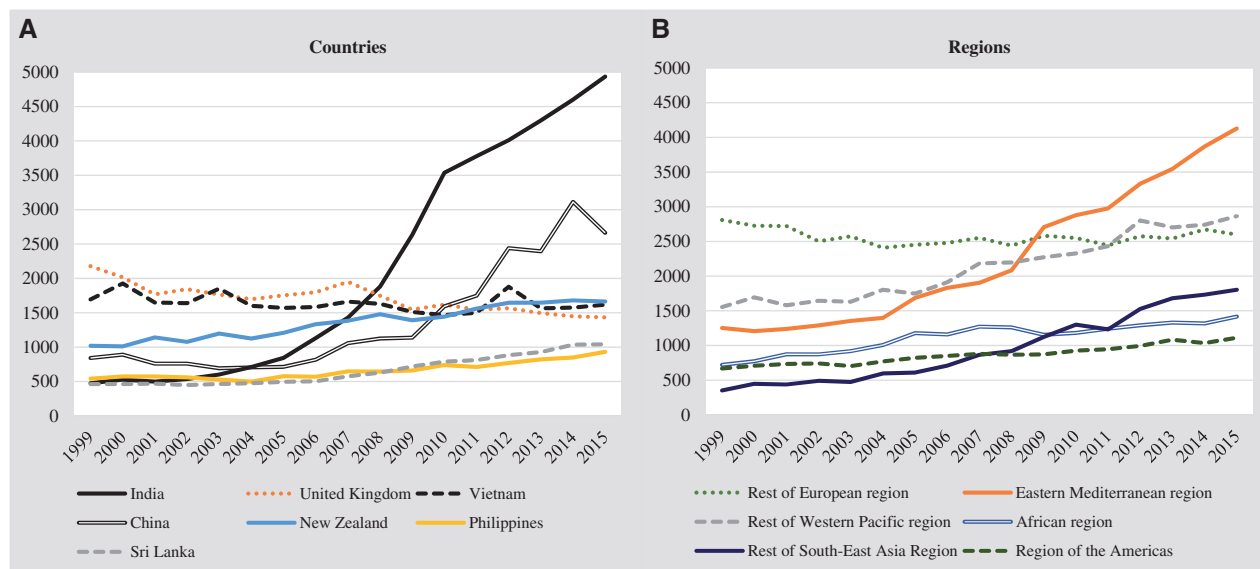 A
Countries
5000
4500
4000
3500
3000
2500
2000
1500
1000
500
0
1999 2000 2001 2002 2003 2004 2005 2006 2007 2008 2009 2010 2011 2012 2013 2014 2015
India United Kingdom Vietnam
China New Zealand Philippines
Sri Lanka
B
Regions
5000
4500
4000
3500
3000
2500
2000
1500
1000
500
0
1999 2000 2001 2002 2003 2004 2005 2006 2007 2008 2009 2010 2011 2012 2013 2014 2015
Rest of European region Eastern Mediterranean region
Rest of Western Pacific region African region
Rest of South-East Asia Region Region of the Americas